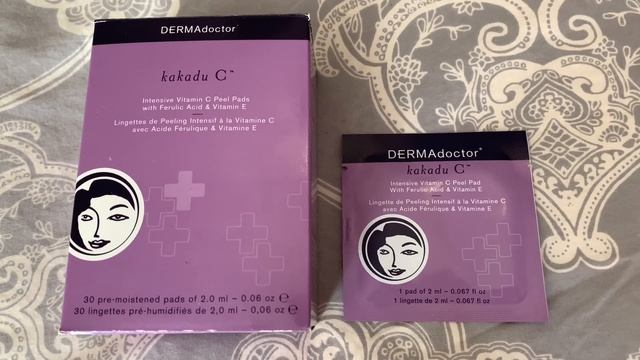 DERMAdoctor®
kakadu C™
Intensive Vitamin C Peel Pads
with Ferulic Acid & Vitamin E
Lingettes de Peeling Intensif à la Vitamine C
avec Acide Férulique & Vitamine E
30 pre-moistened pads of 2.0 ml – 0.06 oz ℮
30 lingettes pré-humidifiés de 2,0 ml – 0,06 oz ℮
DERMAdoctor®
kakadu C™
Intensive Vitamin C Peel Pad
With Ferulic Acid & Vitamin E
Lingette de Peeling Intensif à la Vitamine C
avec Acide Férulique & Vitamine E
1 pad of 2 ml – 0.067 fl oz
1 lingette de 2 ml – 0.067 fl oz